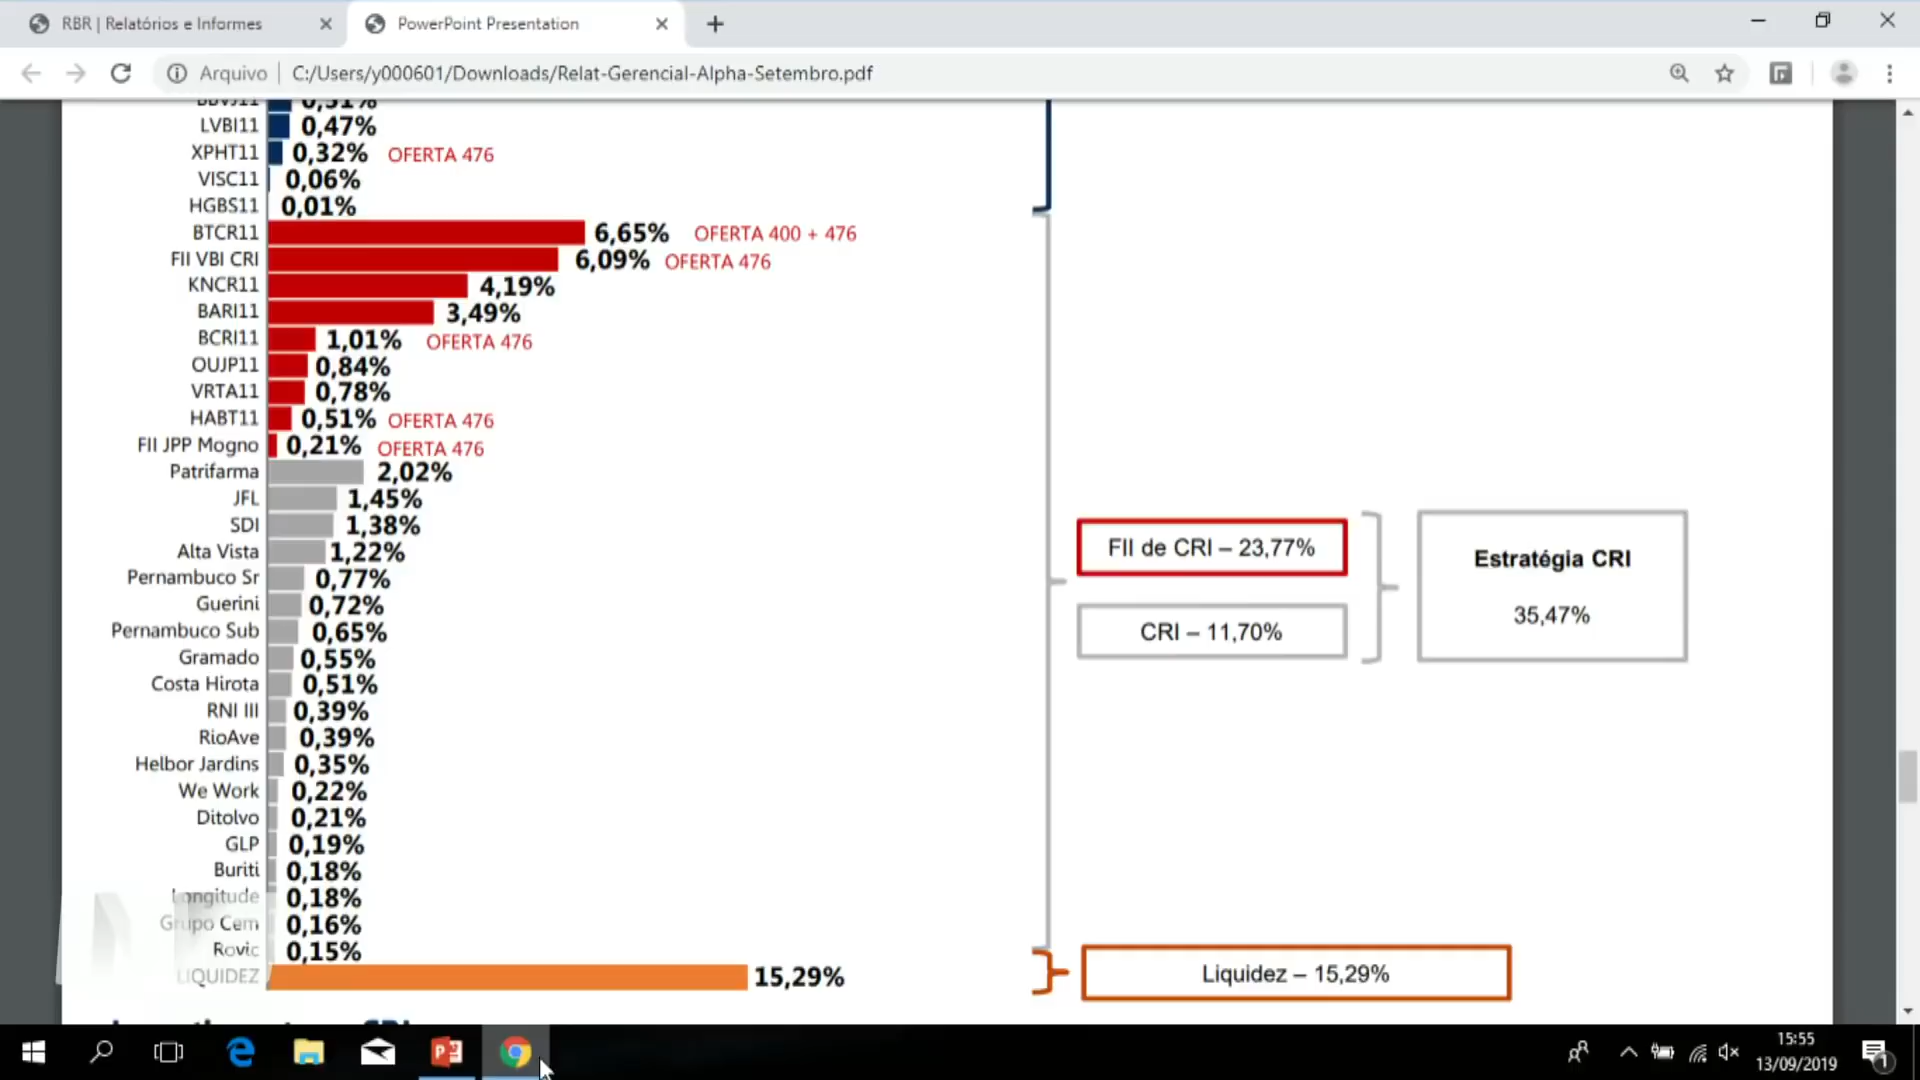 RBR | Relatórios e Informes
PowerPoint Presentation
Arquivo
C:/Users/y000601/Downloads/Relat-Gerencial-Alpha-Setembro.pdf
BBVJ11 0,51%
LVBI11 0,47%
XPHT11 0,32% OFERTA 476
VISC11 0,06%
HGBS11 0,01%
BTCR11 6,65% OFERTA 400 + 476
FII VBI CRI 6,09% OFERTA 476
KNCR11 4,19%
BARI11 3,49%
BCRI11 1,01% OFERTA 476
OUJP11 0,84%
VRTA11 0,78%
HABT11 0,51% OFERTA 476
FII JPP Mogno 0,21% OFERTA 476
Patrifarma 2,02%
JFL 1,45%
SDI 1,38%
Alta Vista 1,22%
Pernambuco Sr 0,77%
Guerini 0,72%
Pernambuco Sub 0,65%
Gramado 0,55%
Costa Hirota 0,51%
RNI III 0,39%
RioAve 0,39%
Helbor Jardins 0,35%
We Work 0,22%
Ditolvo 0,21%
GLP 0,19%
Buriti 0,18%
Longitude 0,18%
Grupo Cem 0,16%
Rovic 0,15%
LIQUIDEZ 15,29%
FII de CRI – 23,77%
CRI – 11,70%
Estratégia CRI
35,47%
Liquidez – 15,29%
15:55
13/09/2019
1